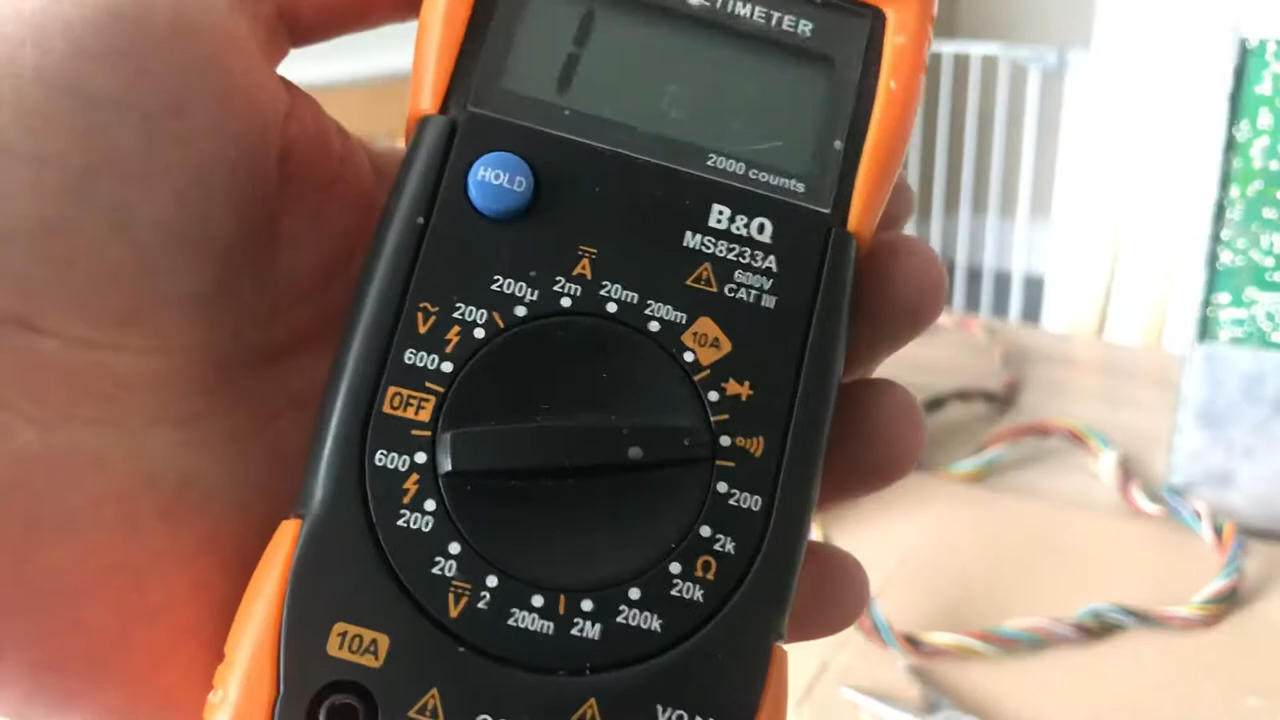 TIMETER
1
2000 counts
HOLD
B&Q
MS8233A
600V
CAT III
A
200µ 2m 20m 200m
10A
V 200
600
OFF
600
200
20
V 2
200m
2M
200k
20k
Ω
2k
200
10A